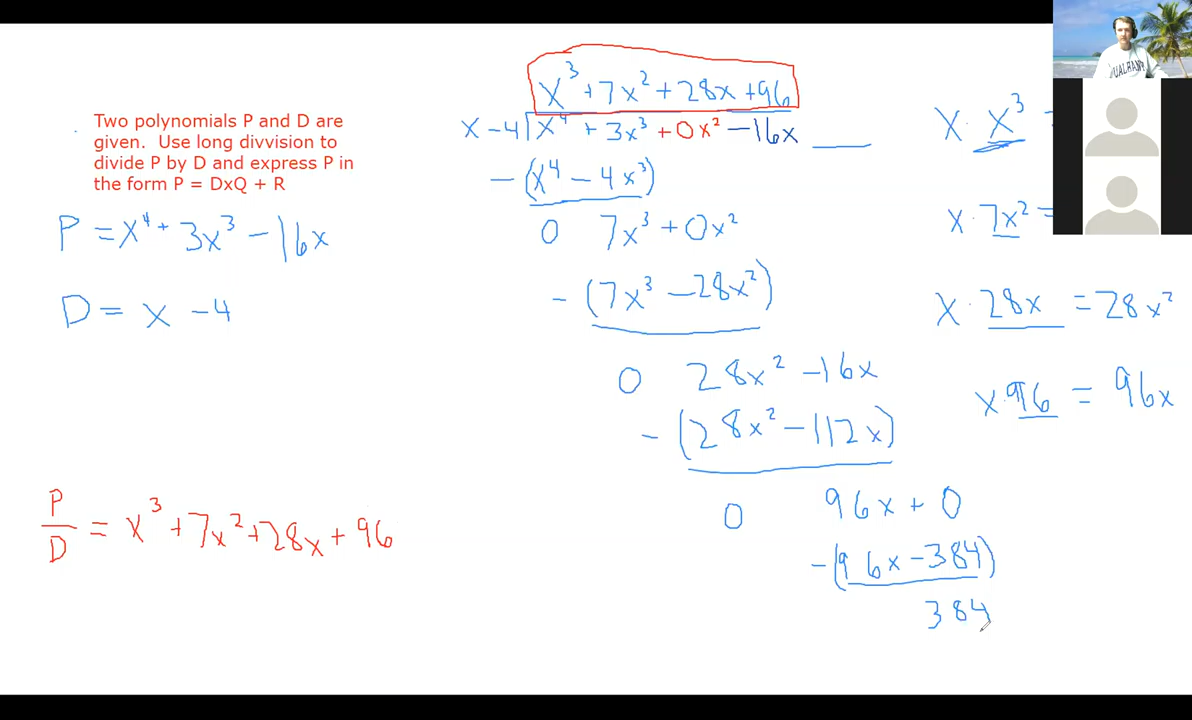 Two polynomials P and D are
given. Use long divvision to
divide P by D and express P in
the form P = DxQ + R
P = x⁴ + 3x³ - 16x
D = x - 4
P/D = x³ + 7x² + 28x + 96
x³ + 7x² + 28x + 96
x - 4 x⁴ + 3x³ + 0x² - 16x
- (x⁴ - 4x³)
0 7x³ + 0x²
- (7x³ - 28x²)
0 28x² - 16x
- (28x² - 112x)
0 96x + 0
- (96x - 384)
384
x · x³ =
x · 7x² =
x · 28x = 28x²
x · 96 = 96x